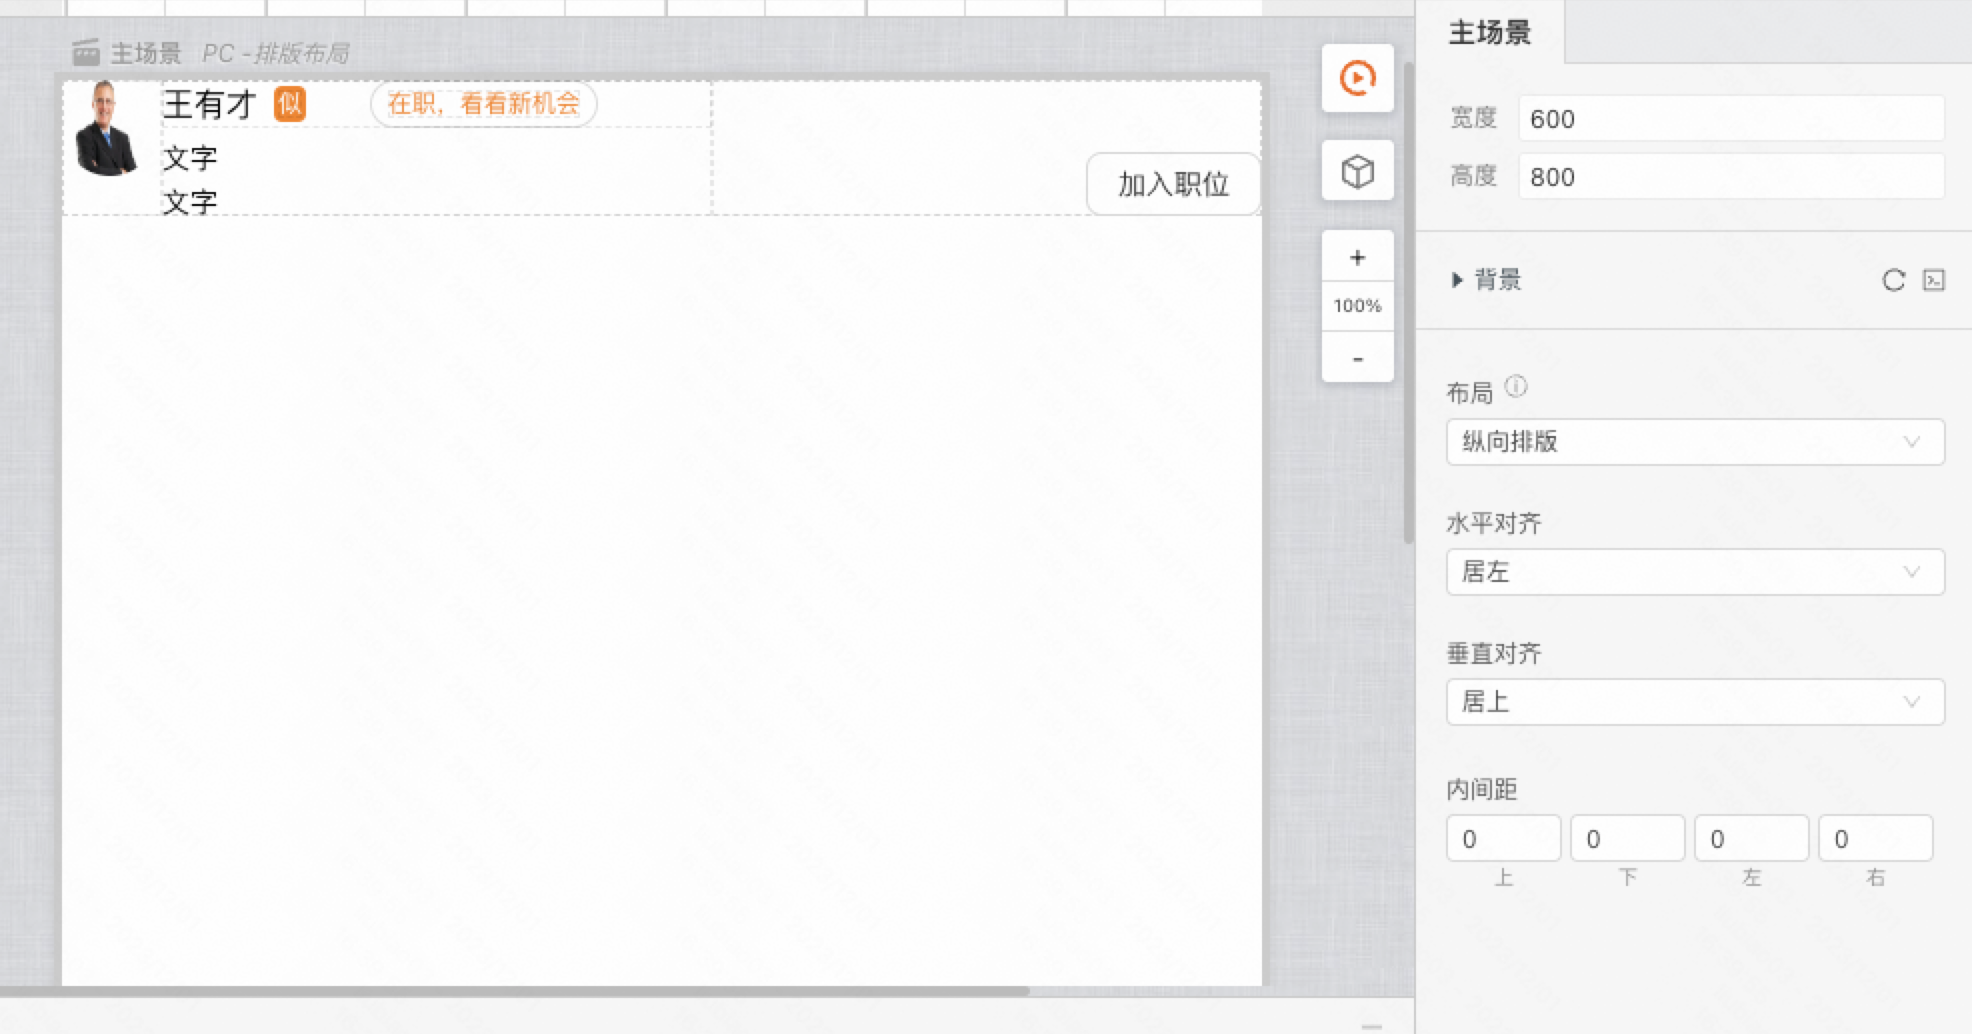 主场景 PC -排版布局
王有才 似 在职，看看新机会
文字
文字
加入职位
+
100%
-
主场景
宽度 600
高度 800
背景
布局
纵向排版
水平对齐
居左
垂直对齐
居上
内间距
0 0 0 0
上 下 左 右